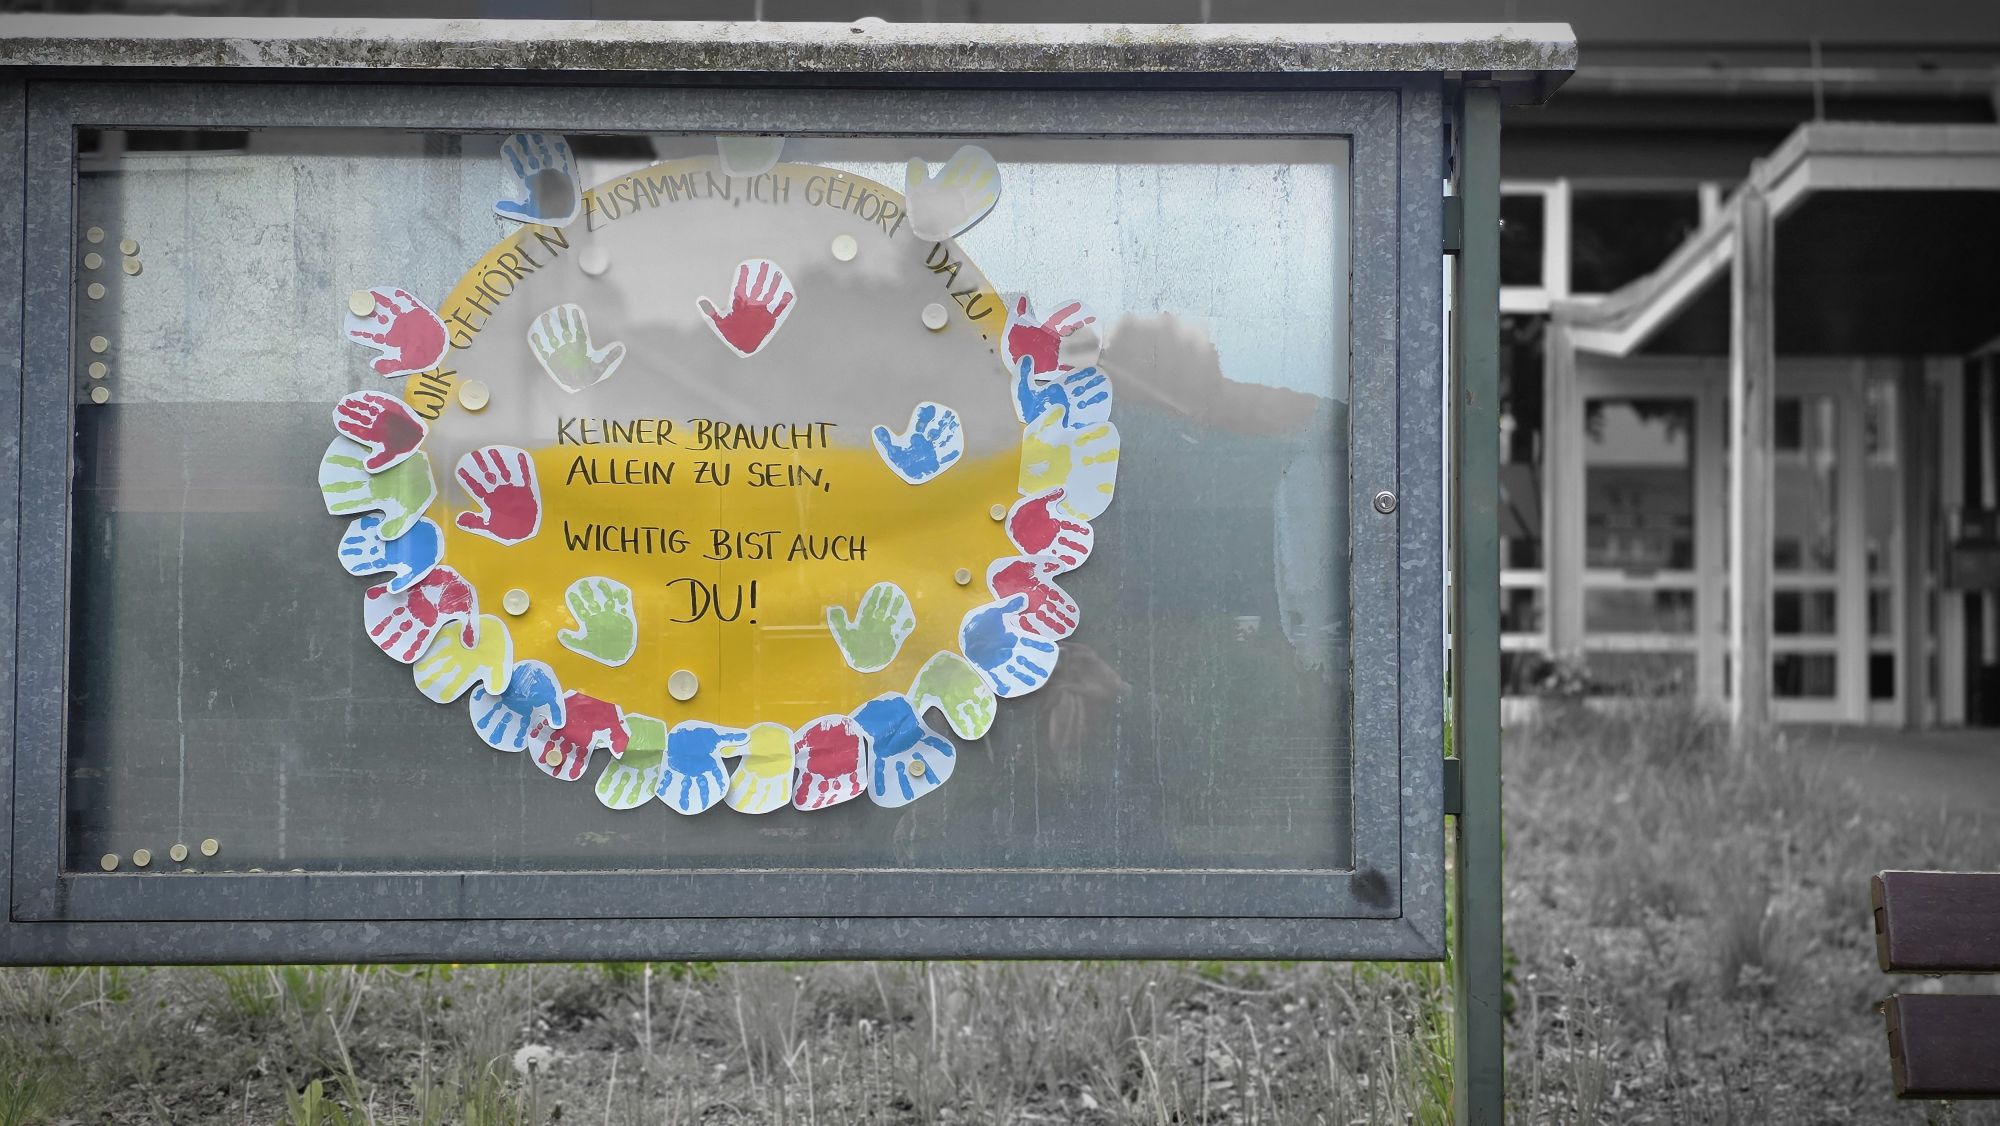 WIR GEHÖREN ZUSAMMEN, ICH GEHÖRE DAZU...
KEINER BRAUCHT
ALLEIN ZU SEIN,
WICHTIG BIST AUCH
DU!